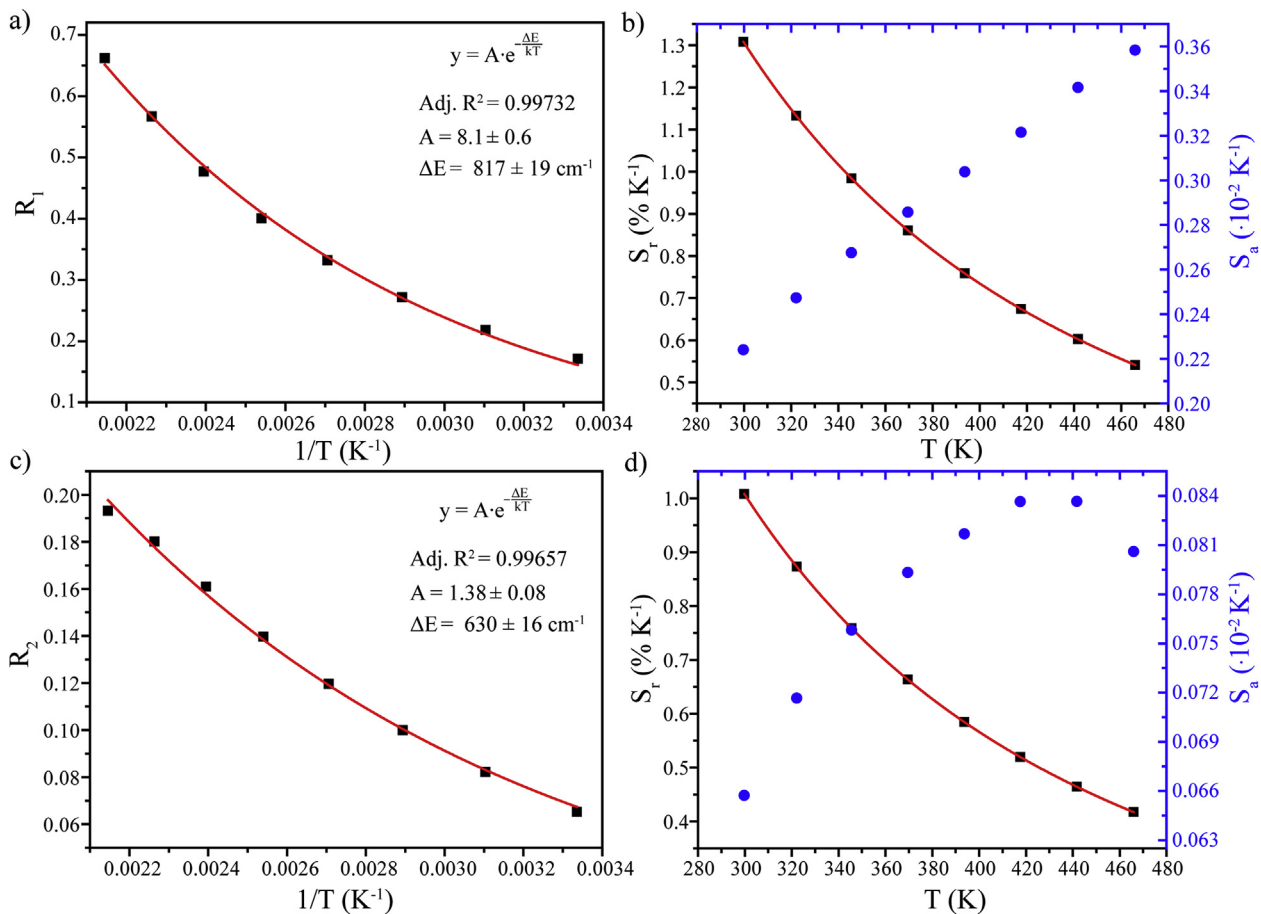 a)
y = A·e^(-ΔE/kT)
Adj. R² = 0.99732
A = 8.1 ± 0.6
ΔE = 817 ± 19 cm⁻¹
R₁
0.7
0.6
0.5
0.4
0.3
0.2
0.1
0.0022 0.0024 0.0026 0.0028 0.0030 0.0032 0.0034
1/T (K⁻¹)
b)
Sᵣ (% K⁻¹)
1.3
1.2
1.1
1.0
0.9
0.8
0.7
0.6
0.5
0.36
0.34
0.32
0.30
0.28
0.26
0.24
0.22
0.20
Sₐ (·10⁻² K⁻¹)
280 300 320 340 360 380 400 420 440 460 480
T (K)
c)
y = A·e^(-ΔE/kT)
Adj. R² = 0.99657
A = 1.38 ± 0.08
ΔE = 630 ± 16 cm⁻¹
R₂
0.20
0.18
0.16
0.14
0.12
0.10
0.08
0.06
0.0022 0.0024 0.0026 0.0028 0.0030 0.0032 0.0034
1/T (K⁻¹)
d)
Sᵣ (% K⁻¹)
1.0
0.9
0.8
0.7
0.6
0.5
0.4
0.084
0.081
0.078
0.075
0.072
0.069
0.066
0.063
Sₐ (·10⁻² K⁻¹)
280 300 320 340 360 380 400 420 440 460 480
T (K)